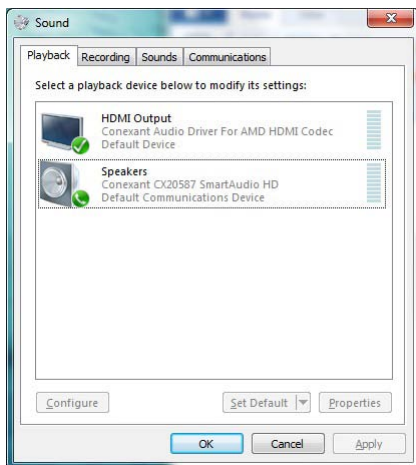 Sound
Playback Recording Sounds Communications
Select a playback device below to modify its settings:
HDMI Output
Conexant Audio Driver For AMD HDMI Codec
Default Device
Speakers
Conexant CX20587 SmartAudio HD
Default Communications Device
Configure Set Default Properties
OK Cancel Apply